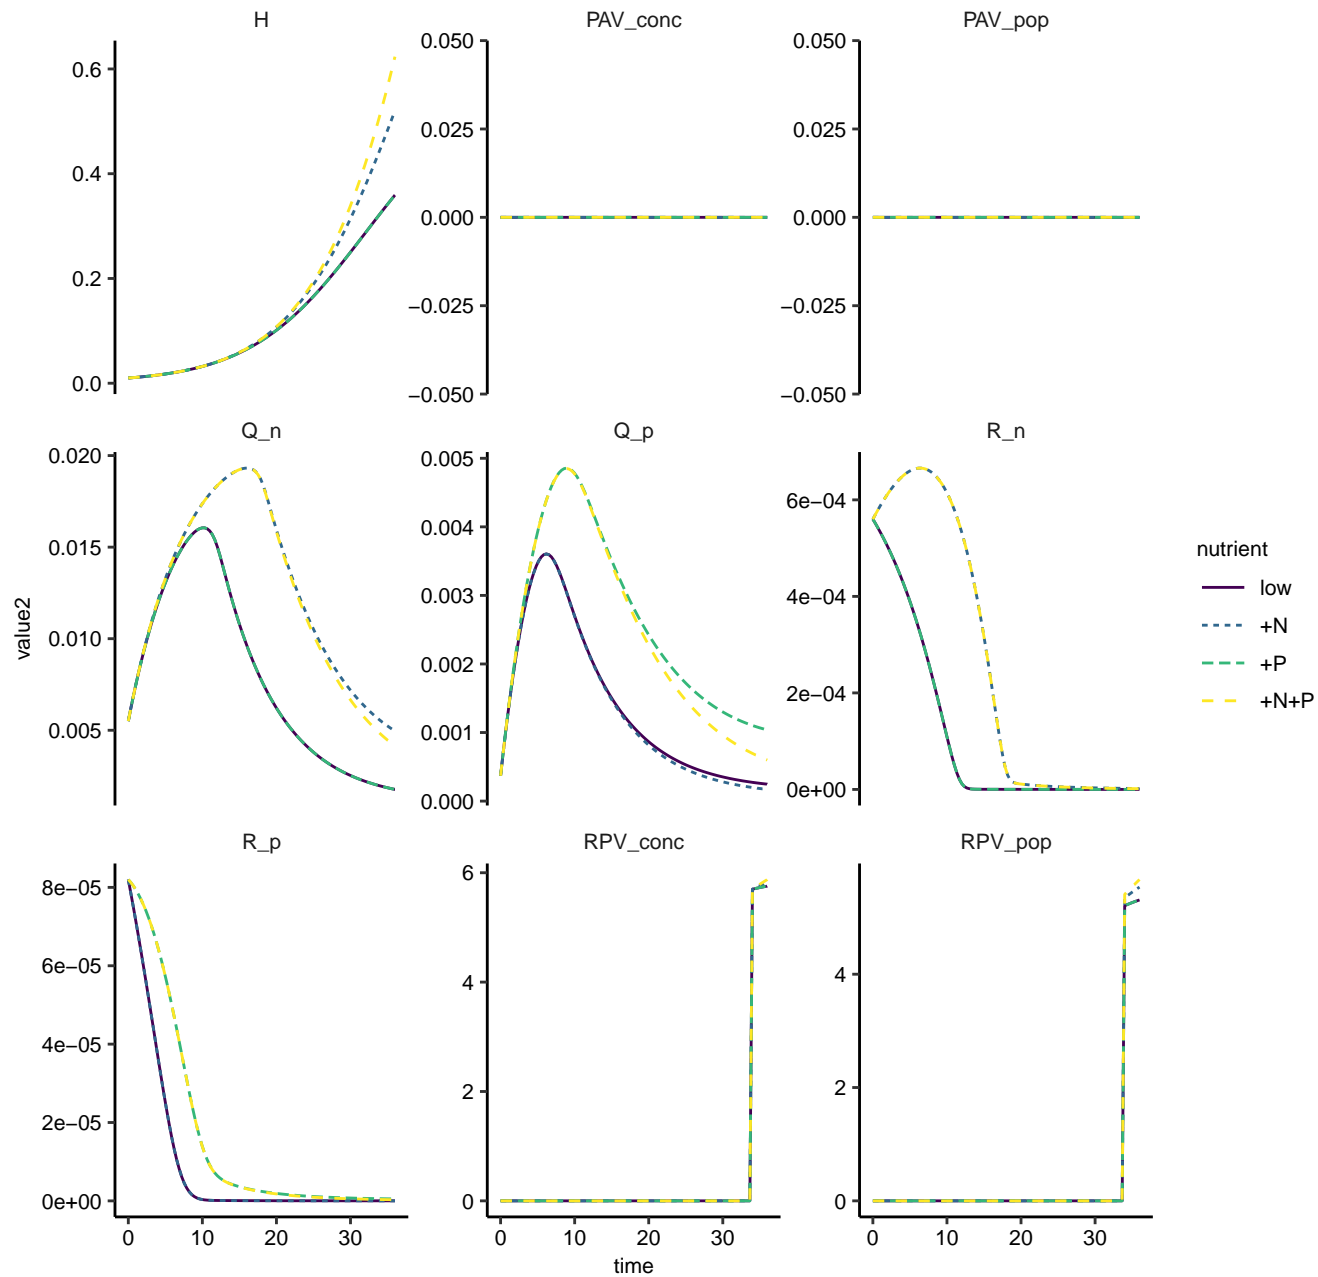 H
PAV_conc
PAV_pop
0.6
0.4
0.2
0.0
0.050
0.025
0.000
−0.025
−0.050
0.050
0.025
0.000
−0.025
−0.050
Q_n
Q_p
R_n
0.020
0.015
0.010
0.005
0.005
0.004
0.003
0.002
0.001
0.000
6e−04
4e−04
2e−04
0e+00
value2
R_p
RPV_conc
RPV_pop
8e−05
6e−05
4e−05
2e−05
0e+00
6
4
2
0
4
2
0
0 10 20 30
0 10 20 30
0 10 20 30
time
nutrient
low
+N
+P
+N+P